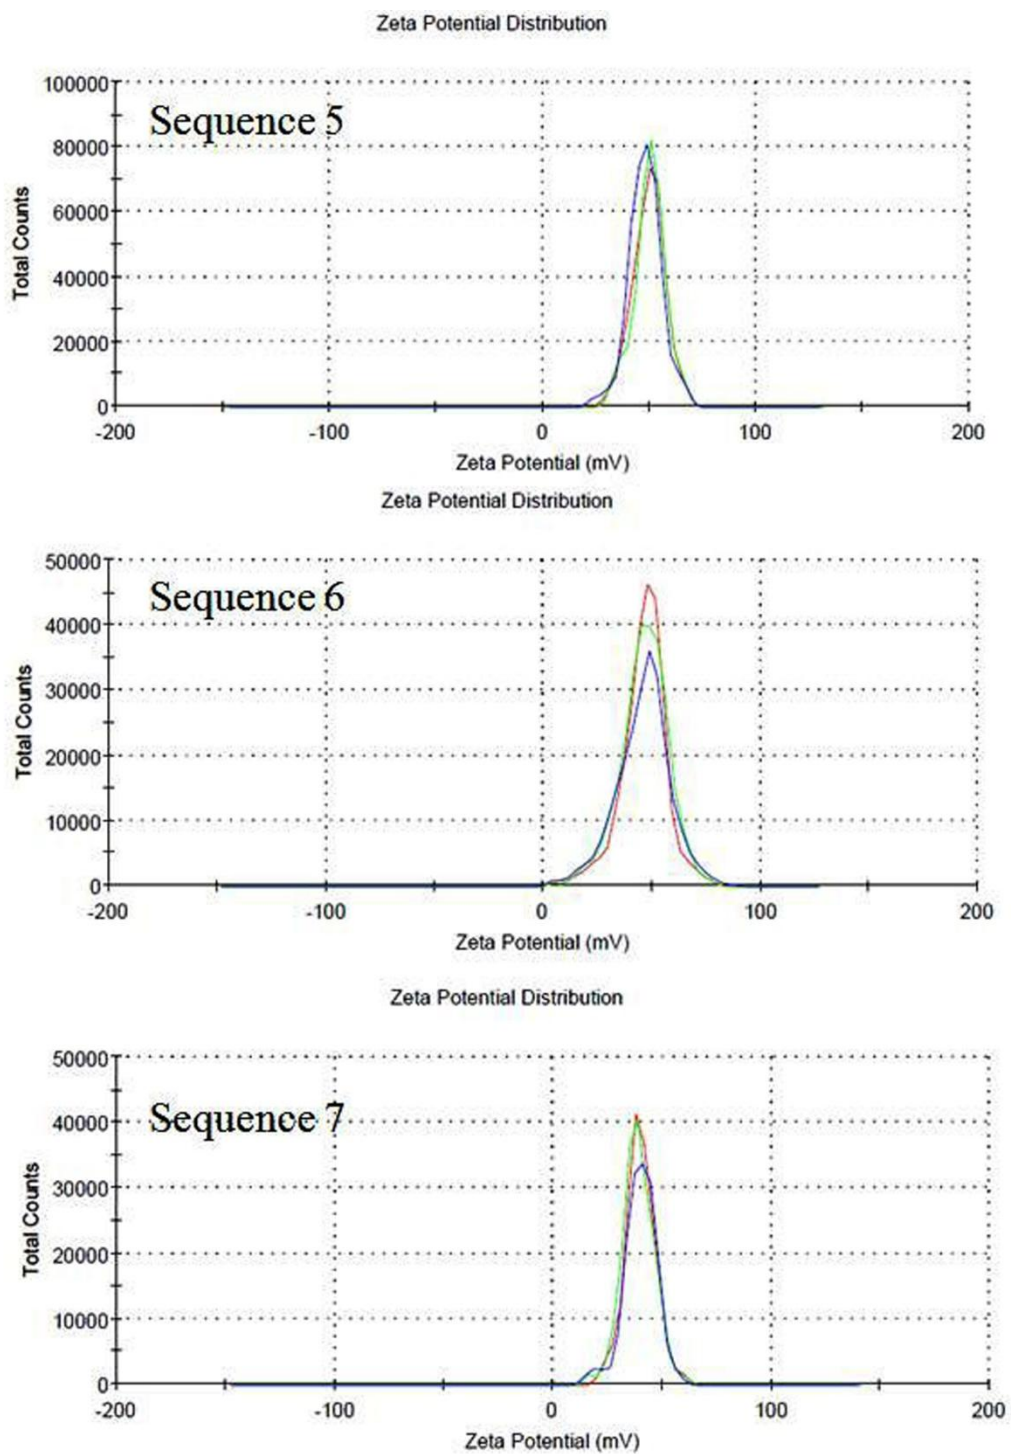 Zeta Potential Distribution
100000
Sequence 5
80000
60000
40000
20000
0
Total Counts
-200 -100 0 100 200
Zeta Potential (mV)
Zeta Potential Distribution
50000
Sequence 6
40000
30000
20000
10000
0
Total Counts
-200 -100 0 100 200
Zeta Potential (mV)
Zeta Potential Distribution
50000
Sequence 7
40000
30000
20000
10000
0
Total Counts
-200 -100 0 100 200
Zeta Potential (mV)